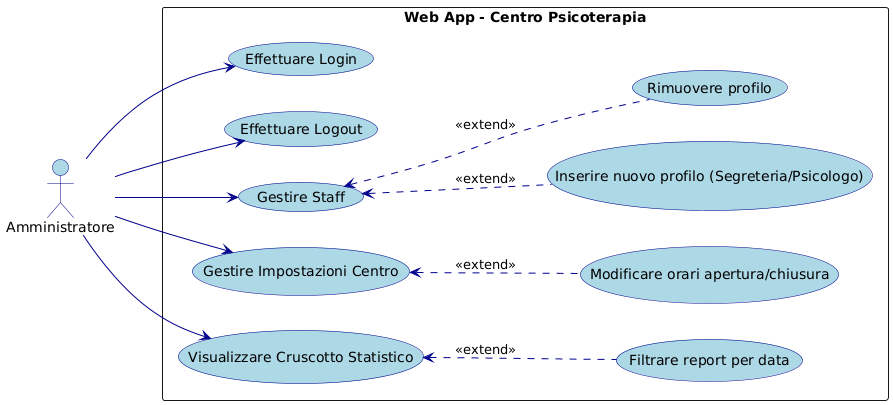 Web App - Centro Psicoterapia
Effettuare Login
Rimuovere profilo
Effettuare Logout
«extend»
Inserire nuovo profilo (Segreteria/Psicologo)
«extend»
Gestire Staff
Amministratore
Gestire Impostazioni Centro
«extend»
Modificare orari apertura/chiusura
Visualizzare Cruscotto Statistico
«extend»
Filtrare report per data